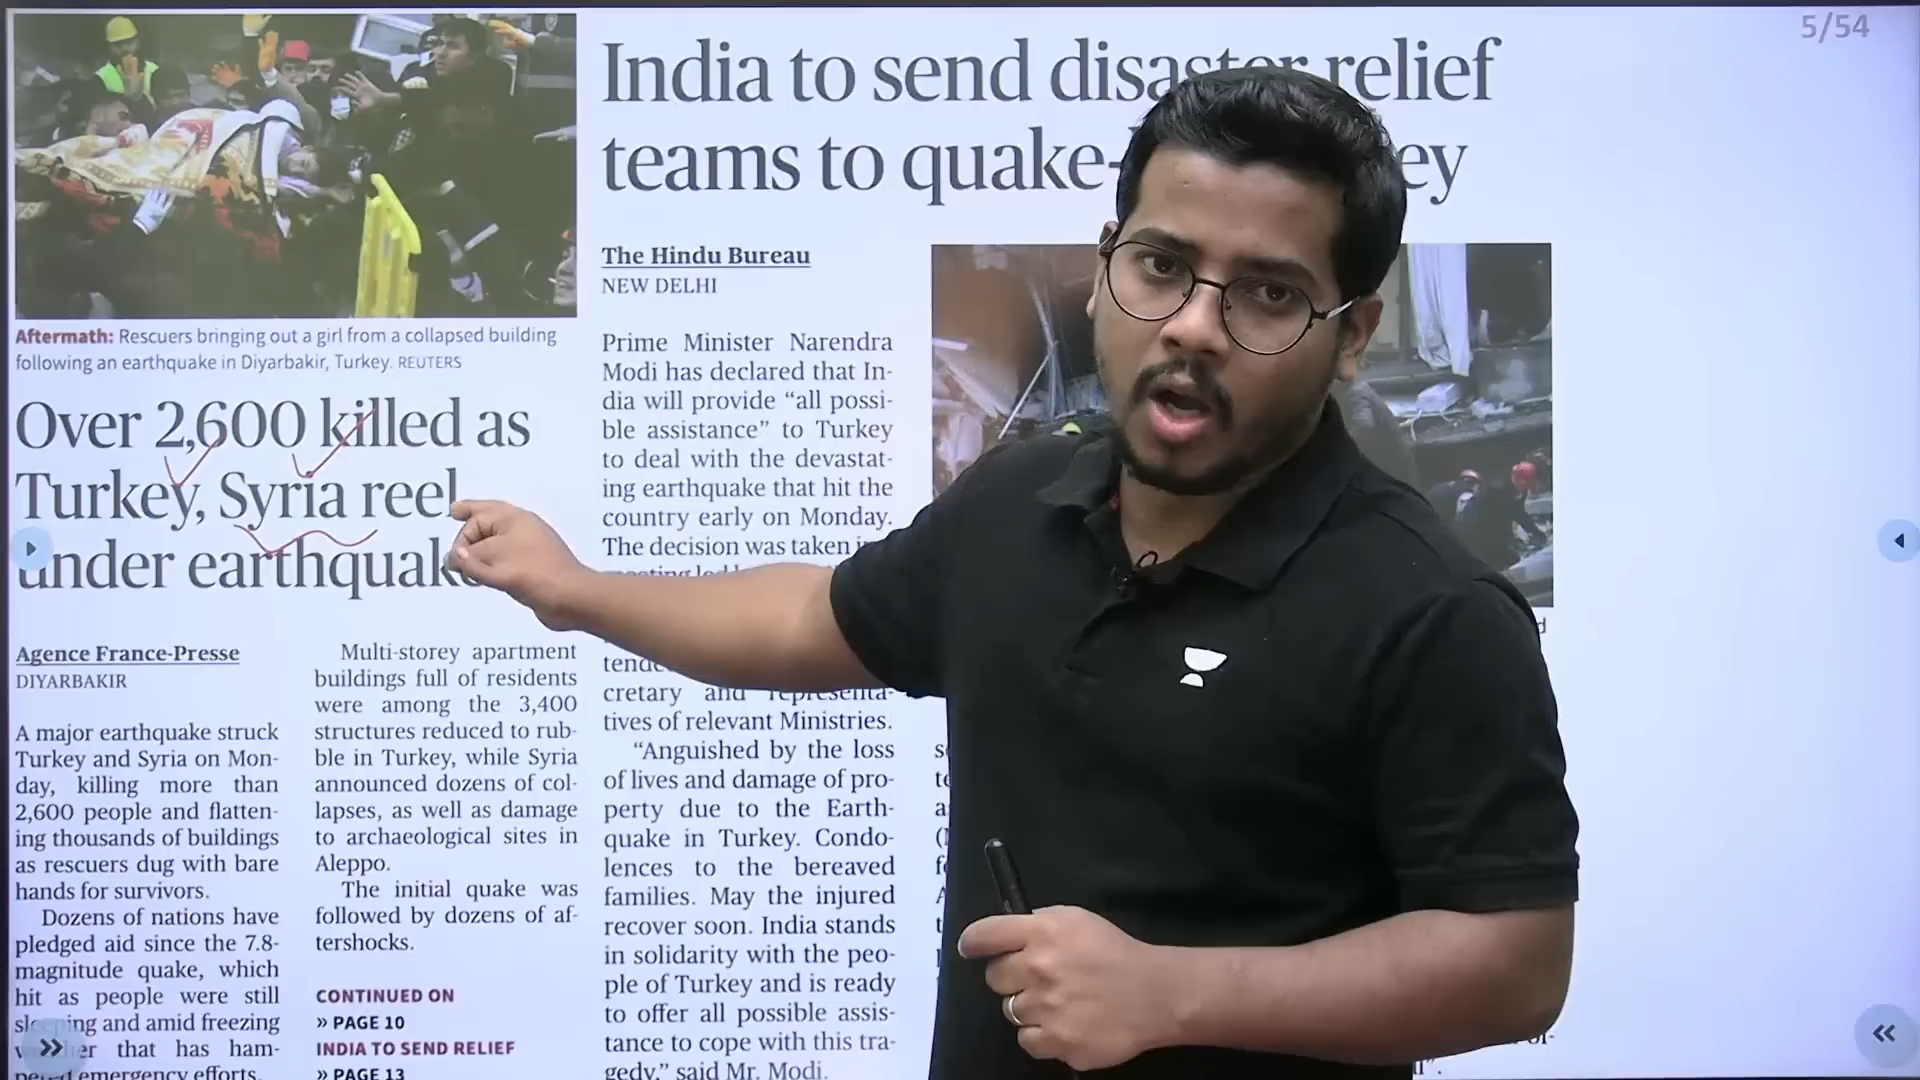 5/54
Aftermath: Rescuers bringing out a girl from a collapsed building
following an earthquake in Diyarbakir, Turkey. REUTERS
Over 2,600 killed as
Turkey, Syria reel
under earthquake
Agence France-Presse
DIYARBAKIR
A major earthquake struck
Turkey and Syria on Mon-
day, killing more than
2,600 people and flatten-
ing thousands of buildings
as rescuers dug with bare
hands for survivors.
Dozens of nations have
pledged aid since the 7.8-
magnitude quake, which
hit as people were still
sleeping and amid freezing
weather that has ham-
pered emergency efforts.
Multi-storey apartment
buildings full of residents
were among the 3,400
structures reduced to rub-
ble in Turkey, while Syria
announced dozens of col-
lapses, as well as damage
to archaeological sites in
Aleppo.
The initial quake was
followed by dozens of af-
tershocks.
CONTINUED ON
» PAGE 10
INDIA TO SEND RELIEF
» PAGE 13
India to send disaster relief
teams to quake-
The Hindu Bureau
NEW DELHI
Prime Minister Narendra
Modi has declared that In-
dia will provide “all possi-
ble assistance” to Turkey
to deal with the devastat-
ing earthquake that hit the
country early on Monday.
The decision was taken
cretary and representa-
tives of relevant Ministries.
“Anguished by the loss
of lives and damage of pro-
perty due to the Earth-
quake in Turkey. Condo-
lences to the bereaved
families. May the injured
recover soon. India stands
in solidarity with the peo-
ple of Turkey and is ready
to offer all possible assis-
tance to cope with this tra-
gedy,” said Mr. Modi.